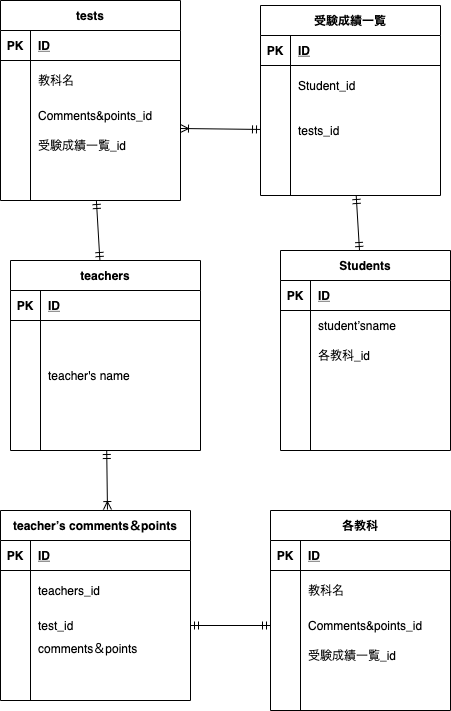 tests
PK ID
教科名
Comments&points_id
受験成績一覧_id
受験成績一覧
PK ID
Student_id
tests_id
teachers
PK ID
teacher's name
Students
PK ID
student’sname
各教科_id
teacher’s comments＆points
PK ID
teachers_id
test_id
comments＆points
各教科
PK ID
教科名
Comments&points_id
受験成績一覧_id